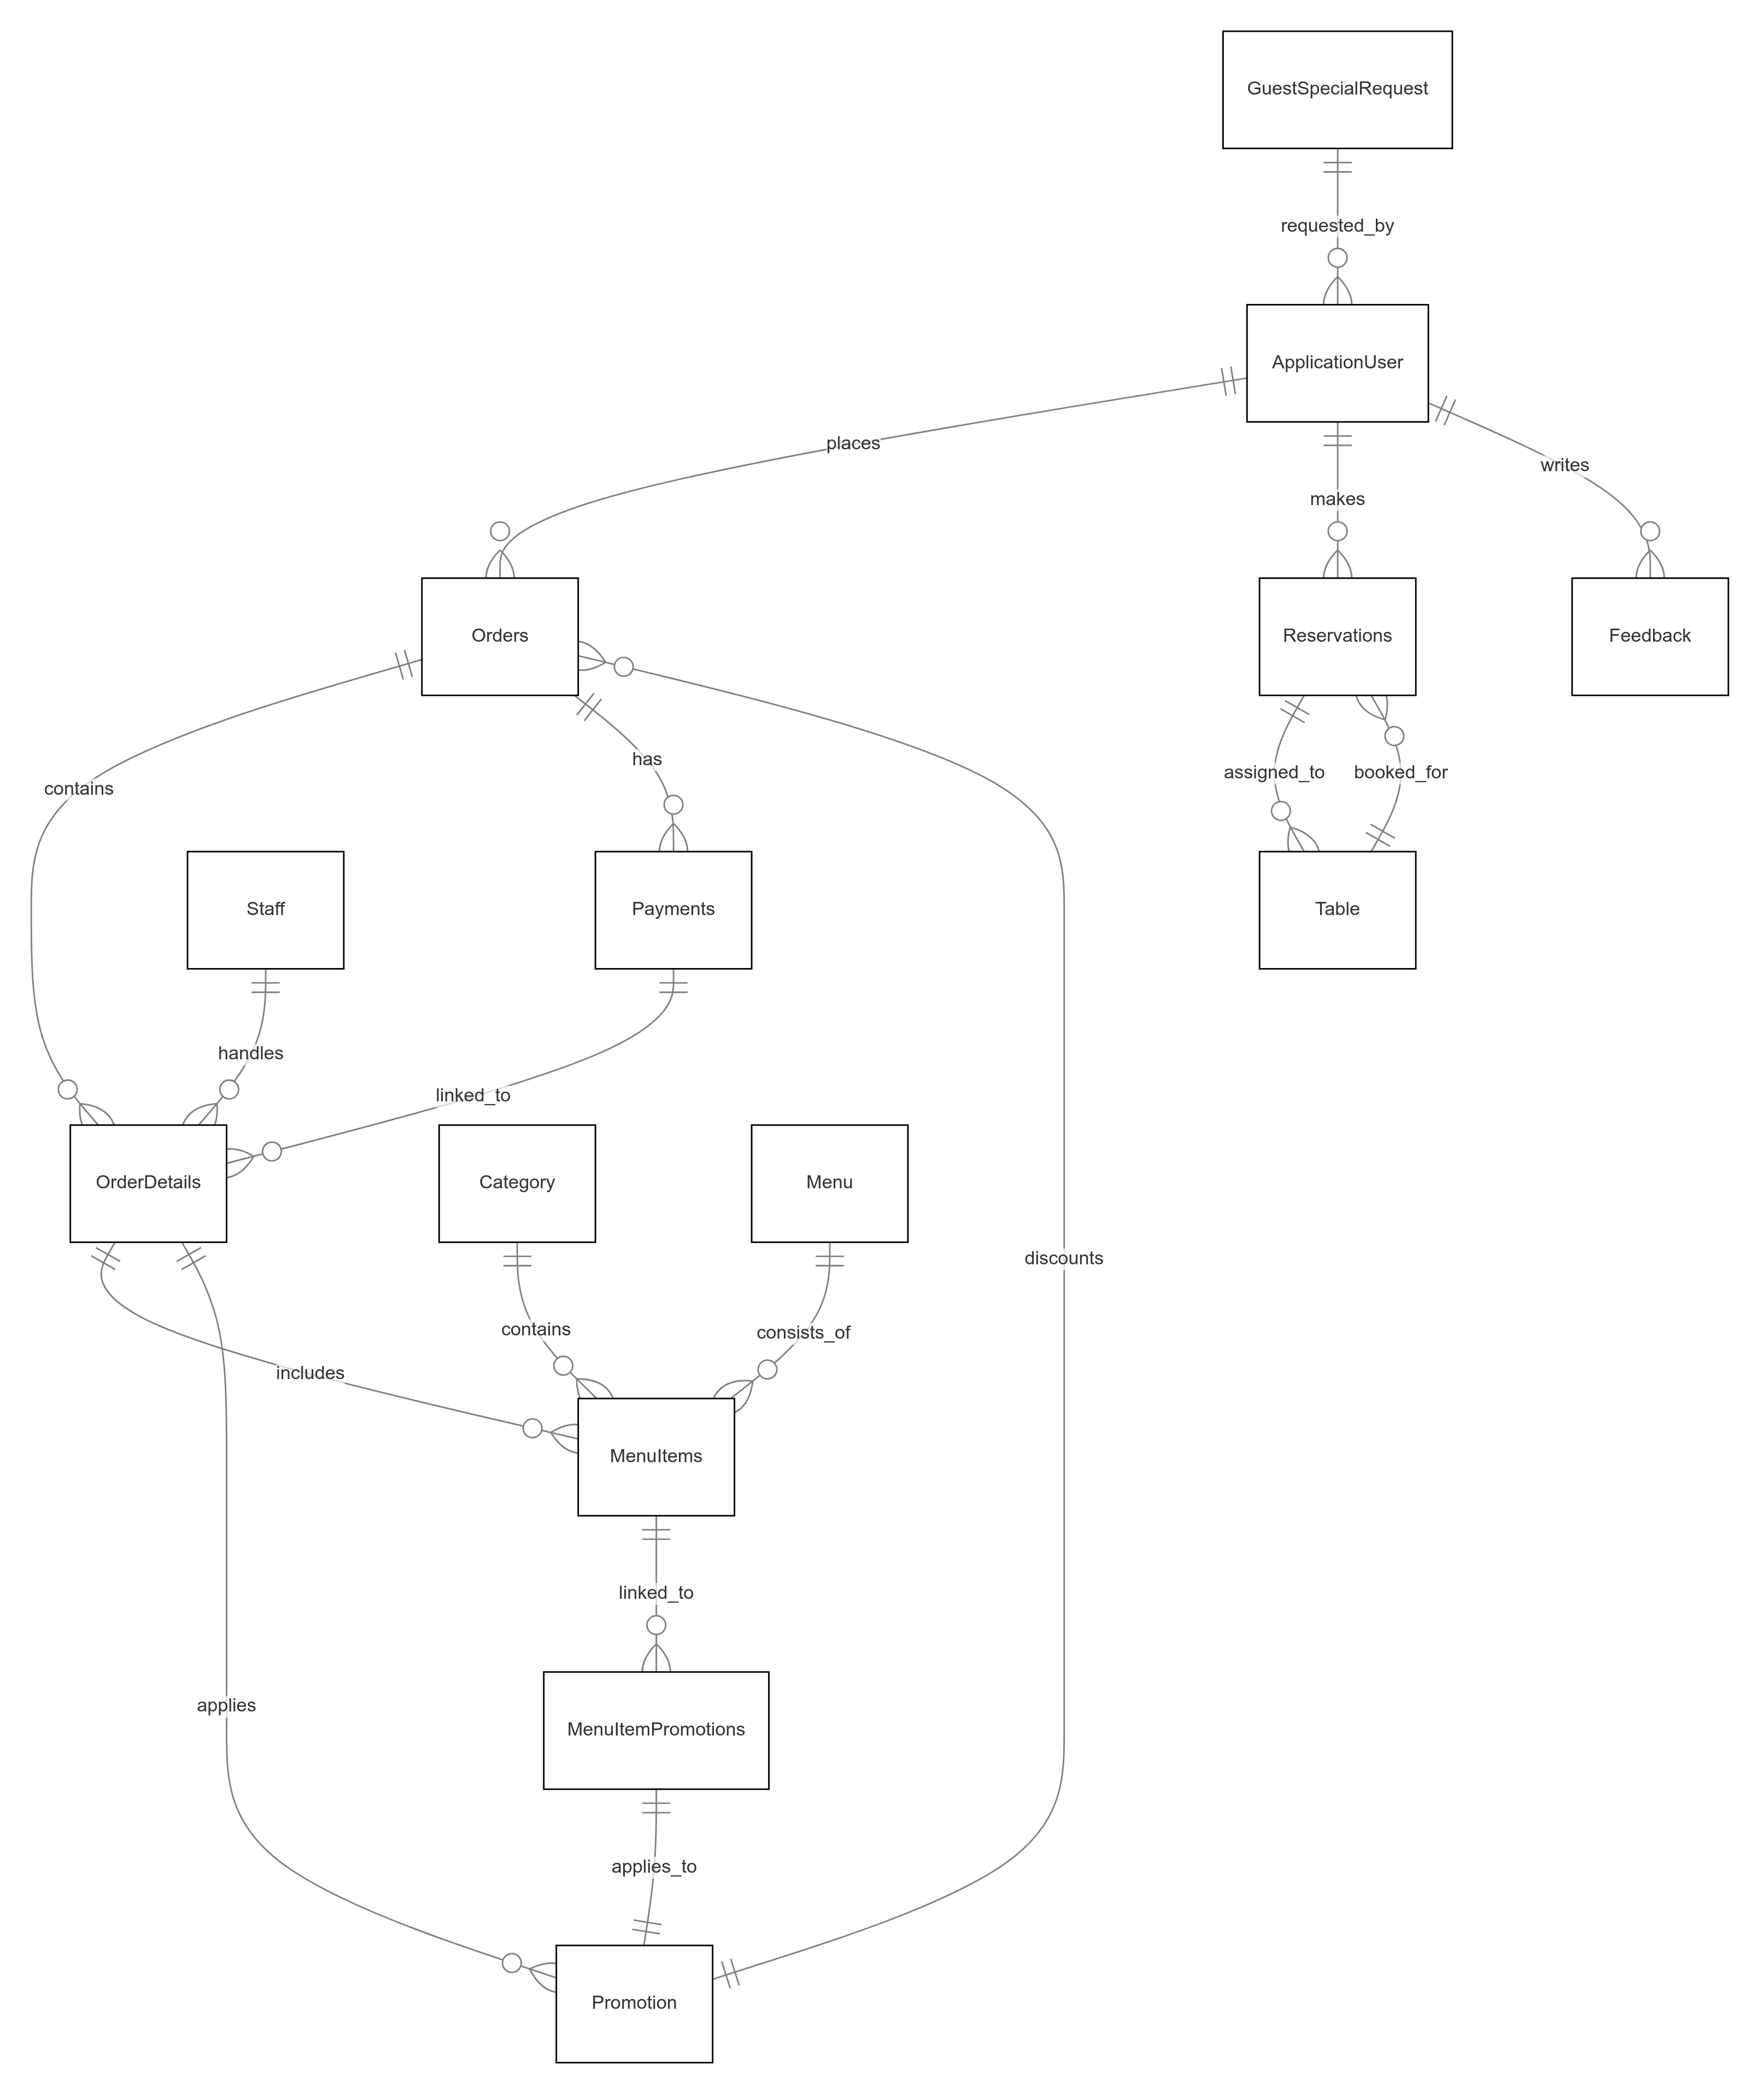 GuestSpecialRequest
requested_by
ApplicationUser
places
writes
makes
Orders
Reservations
Feedback
has
assigned_to
booked_for
contains
Staff
Payments
Table
handles
linked_to
OrderDetails
Category
Menu
discounts
contains
consists_of
includes
MenuItems
linked_to
applies
MenuItemPromotions
applies_to
Promotion